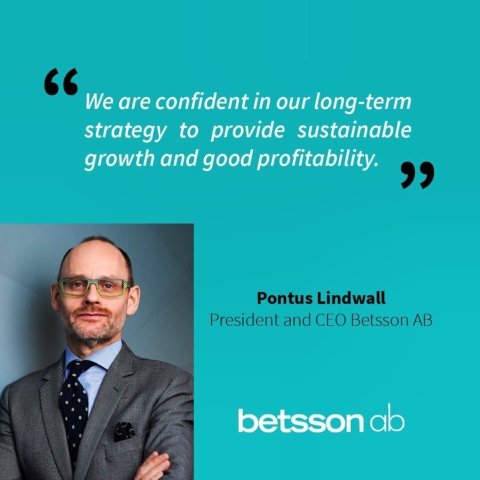 “
We are confident in our long-term
strategy to provide sustainable
growth and good profitability.
”
Pontus Lindwall
President and CEO Betsson AB
betsson ab